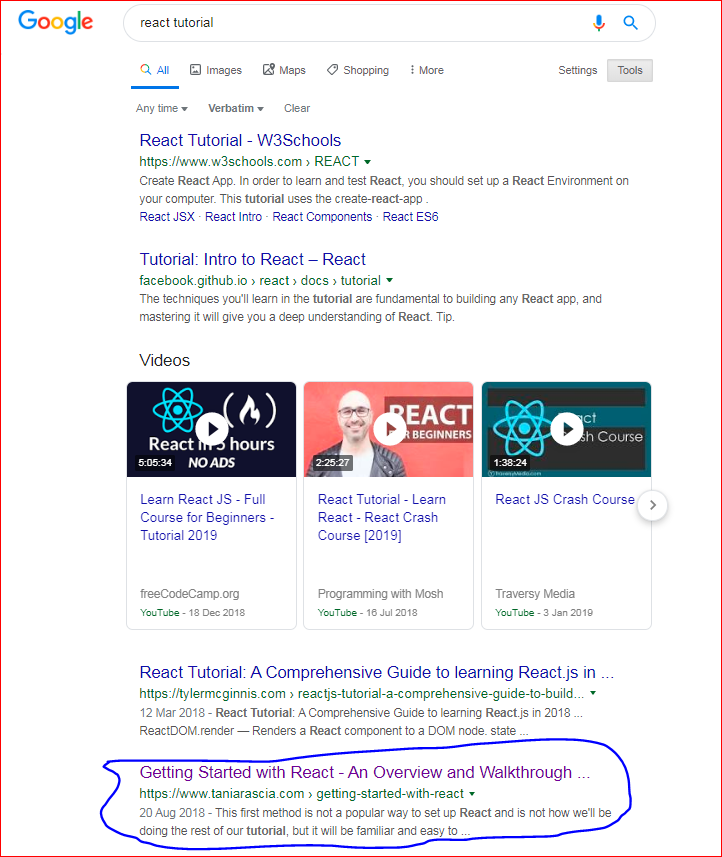 Google
react tutorial
All Images Maps Shopping More Settings Tools
Any time Verbatim Clear
React Tutorial - W3Schools
https://www.w3schools.com › REACT
Create React App. In order to learn and test React, you should set up a React Environment on
your computer. This tutorial uses the create-react-app .
React JSX · React Intro · React Components · React ES6
Tutorial: Intro to React – React
facebook.github.io › react › docs › tutorial
The techniques you'll learn in the tutorial are fundamental to building any React app, and
mastering it will give you a deep understanding of React. Tip.
Videos
React in 5 hours
NO ADS
5:05:34
Learn React JS - Full
Course for Beginners -
Tutorial 2019
freeCodeCamp.org
YouTube - 18 Dec 2018
REACT
FOR BEGINNERS
2:25:27
React Tutorial - Learn
React - React Crash
Course [2019]
Programming with Mosh
YouTube - 16 Jul 2018
React
Crash Course
1:38:24
TraversyMedia.com
React JS Crash Course
Traversy Media
YouTube - 3 Jan 2019
React Tutorial: A Comprehensive Guide to learning React.js in ...
https://tylermcginnis.com › reactjs-tutorial-a-comprehensive-guide-to-build...
12 Mar 2018 - React Tutorial: A Comprehensive Guide to learning React.js in 2018 ...
ReactDOM.render — Renders a React component to a DOM node. state ...
Getting Started with React - An Overview and Walkthrough ...
https://www.taniarascia.com › getting-started-with-react
20 Aug 2018 - This first method is not a popular way to set up React and is not how we'll be
doing the rest of our tutorial, but it will be familiar and easy to ...